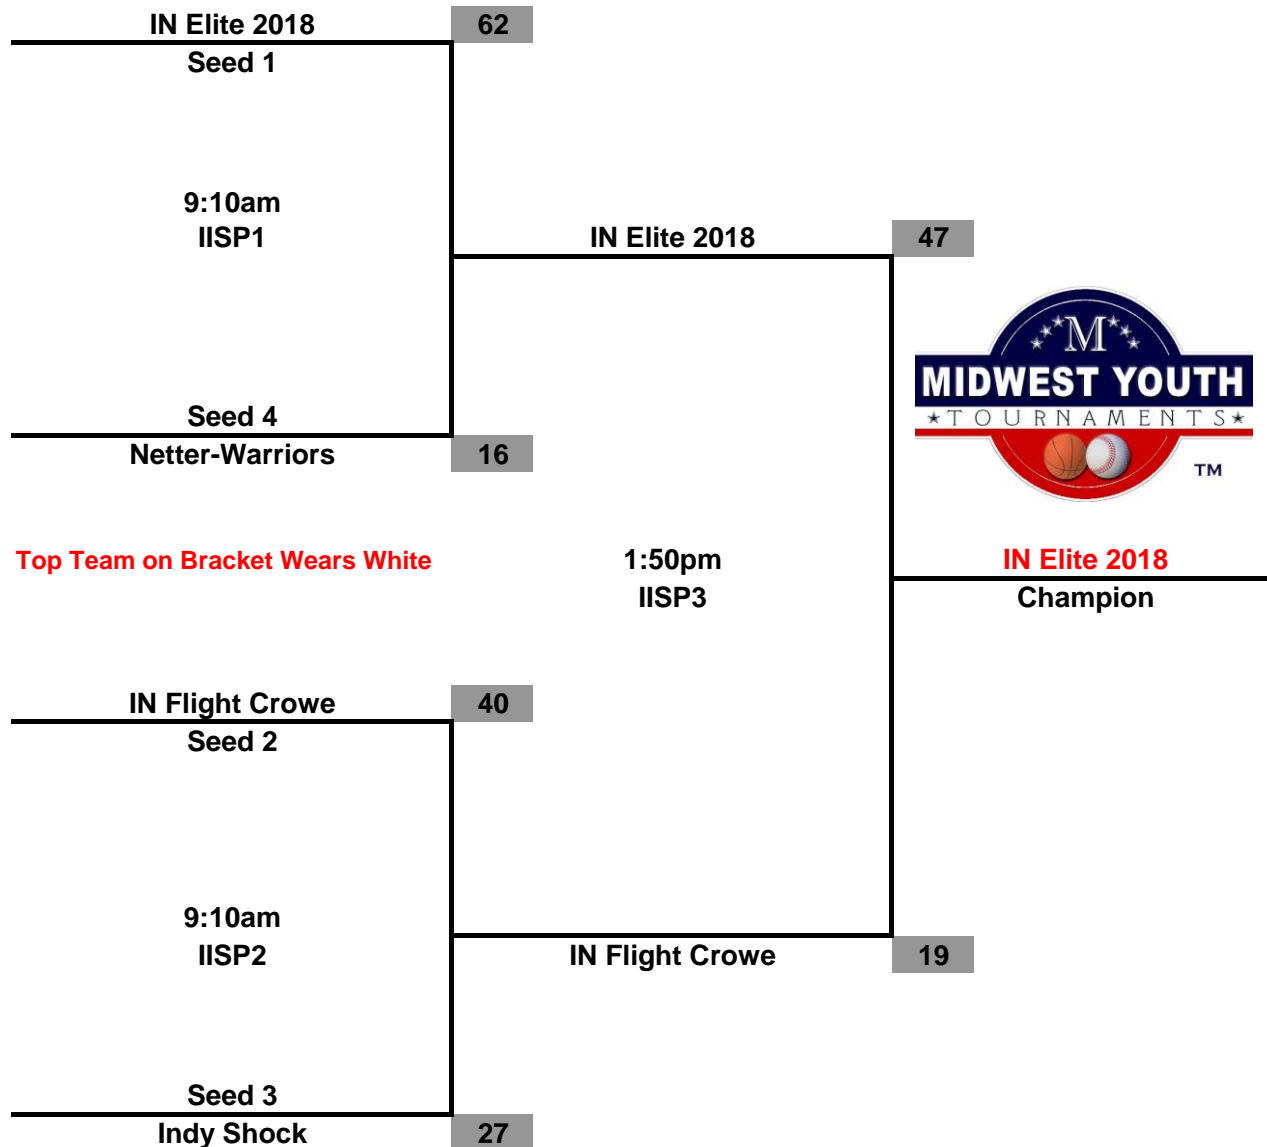 IN Elite 2018 62
Seed 1
9:10am
IISP1
IN Elite 2018 47
M
MIDWEST YOUTH
TOURNAMENTS
TM
Seed 4
Netter-Warriors 16
Top Team on Bracket Wears White
1:50pm
IISP3
IN Elite 2018
Champion
IN Flight Crowe 40
Seed 2
9:10am
IISP2
IN Flight Crowe 19
Seed 3
Indy Shock 27